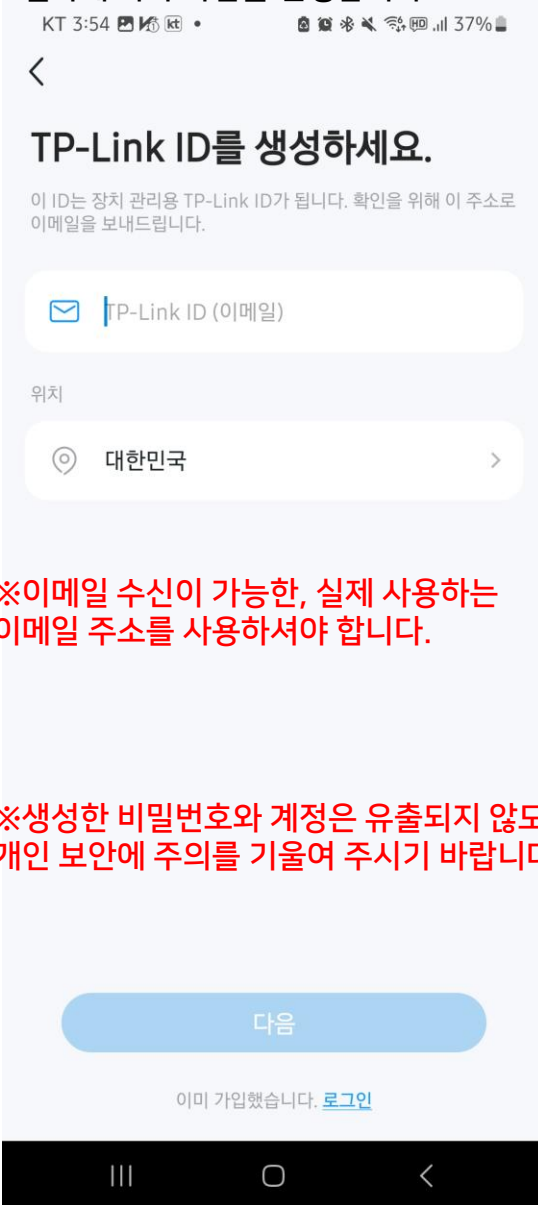 KT 3:54 kt •
HD 37%
TP-Link ID를 생성하세요.
이 ID는 장치 관리용 TP-Link ID가 됩니다. 확인을 위해 이 주소로
이메일을 보내드립니다.
TP-Link ID (이메일)
위치
대한민국
※이메일 수신이 가능한, 실제 사용하는
이메일 주소를 사용하셔야 합니다.
※생성한 비밀번호와 계정은 유출되지 않도
개인 보안에 주의를 기울여 주시기 바랍니다
다음
이미 가입했습니다. 로그인